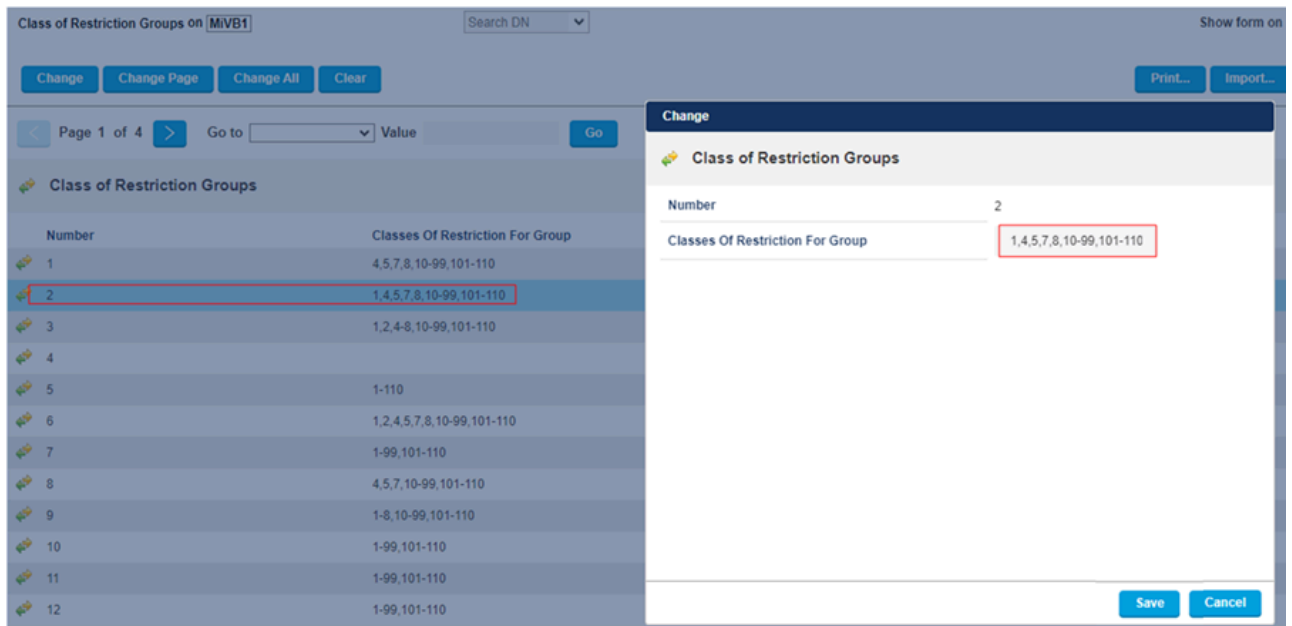 Class of Restriction Groups on MiVB1 Search DN Show form on
Change Change Page Change All Clear Print... Import...
Page 1 of 4 > Go to Value Go
Class of Restriction Groups
Number Classes Of Restriction For Group
1 4,5,7,8,10-99,101-110
2 1,4,5,7,8,10-99,101-110
3 1,2,4-8,10-99,101-110
4
5 1-110
6 1,2,4,5,7,8,10-99,101-110
7 1-99,101-110
8 4,5,7,10-99,101-110
9 1-8,10-99,101-110
10 1-99,101-110
11 1-99,101-110
12 1-99,101-110
Change
Class of Restriction Groups
Number 2
Classes Of Restriction For Group 1,4,5,7,8,10-99,101-110
Save Cancel